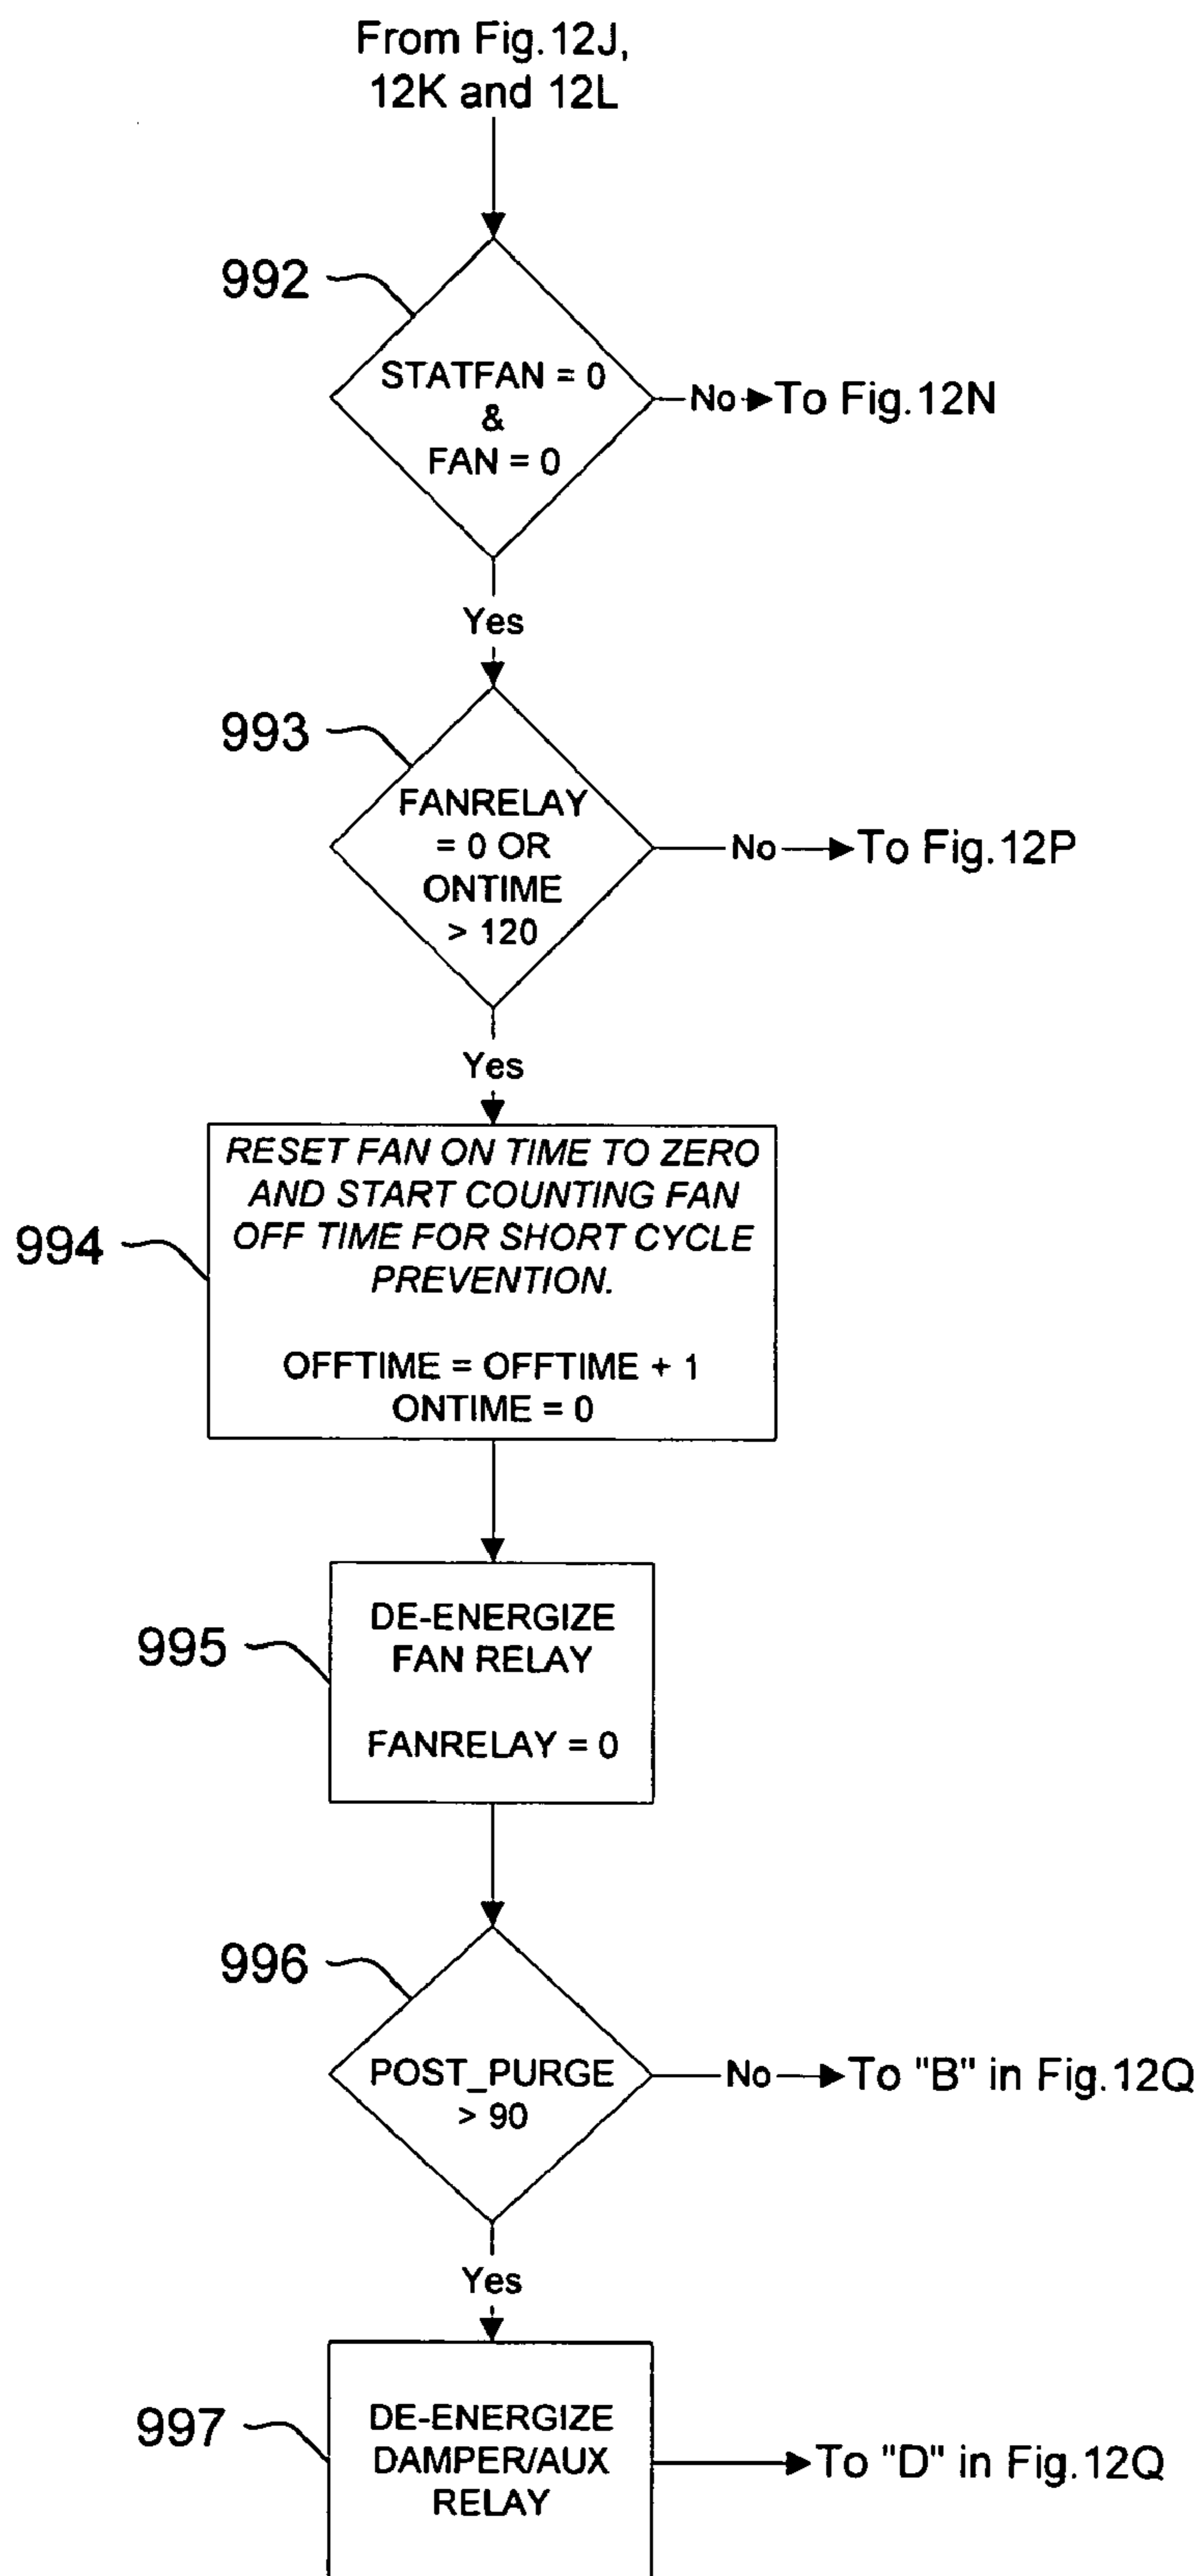 From Fig.12J,
12K and 12L
992
STATFAN = 0
&
FAN = 0
No
To Fig.12N
Yes
993
FANRELAY
= 0 OR
ONTIME
> 120
No
To Fig.12P
Yes
994
RESET FAN ON TIME TO ZERO
AND START COUNTING FAN
OFF TIME FOR SHORT CYCLE
PREVENTION.
OFFTIME = OFFTIME + 1
ONTIME = 0
995
DE-ENERGIZE
FAN RELAY
FANRELAY = 0
996
POST_PURGE
> 90
No
To "B" in Fig.12Q
Yes
997
DE-ENERGIZE
DAMPER/AUX
RELAY
To "D" in Fig.12Q